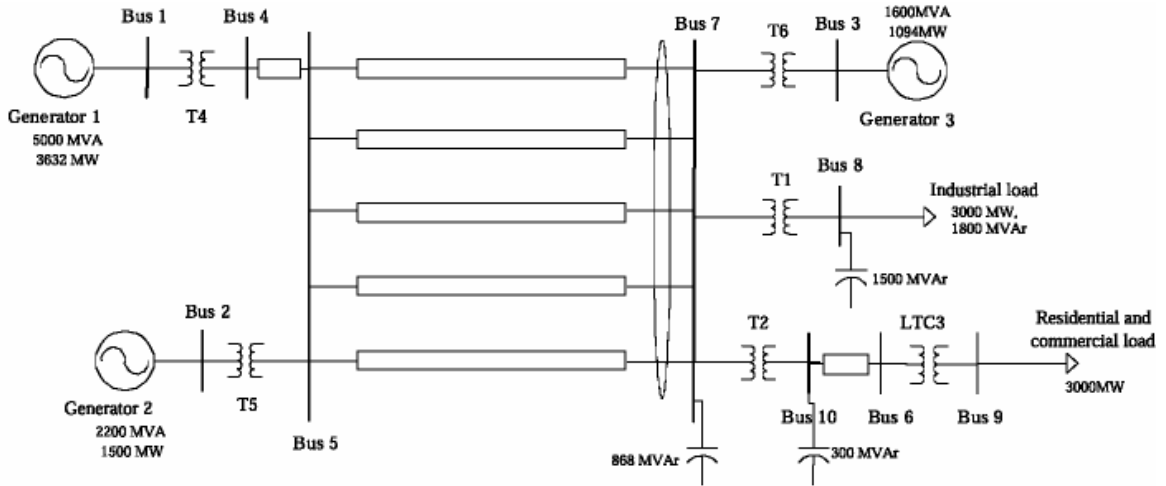 Bus 1
Bus 4
T4
Generator 1
5000 MVA
3632 MW
Bus 2
T5
Generator 2
2200 MVA
1500 MW
Bus 5
Bus 7
868 MVAr
T6
Bus 3
1600MVA
1094MW
Generator 3
T1
Bus 8
Industrial load
3000 MW,
1800 MVAr
1500 MVAr
T2
Bus 10
300 MVAr
Bus 6
LTC3
Bus 9
Residential and
commercial load
3000MW